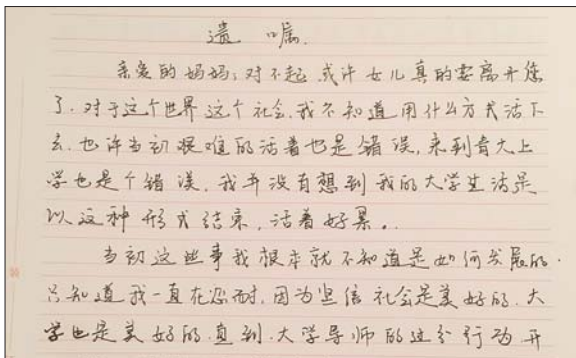 遗嘱.
亲爱的妈妈:对不起.或许女儿真的要离开您
了.对于这个世界这个社会.我不知道用什么方式活下
去.也许当初艰难的活着也是错误,来到青大上
学也是个错误.我并没有想到我的大学生活是
以这种形式结束.活着好累。.
当初这些事我根本就不知道是如何发展的.
只知道我一直在忍耐.因为坚信社会是美好的.大
学也是美好的.直到.大学导师的这个行为开